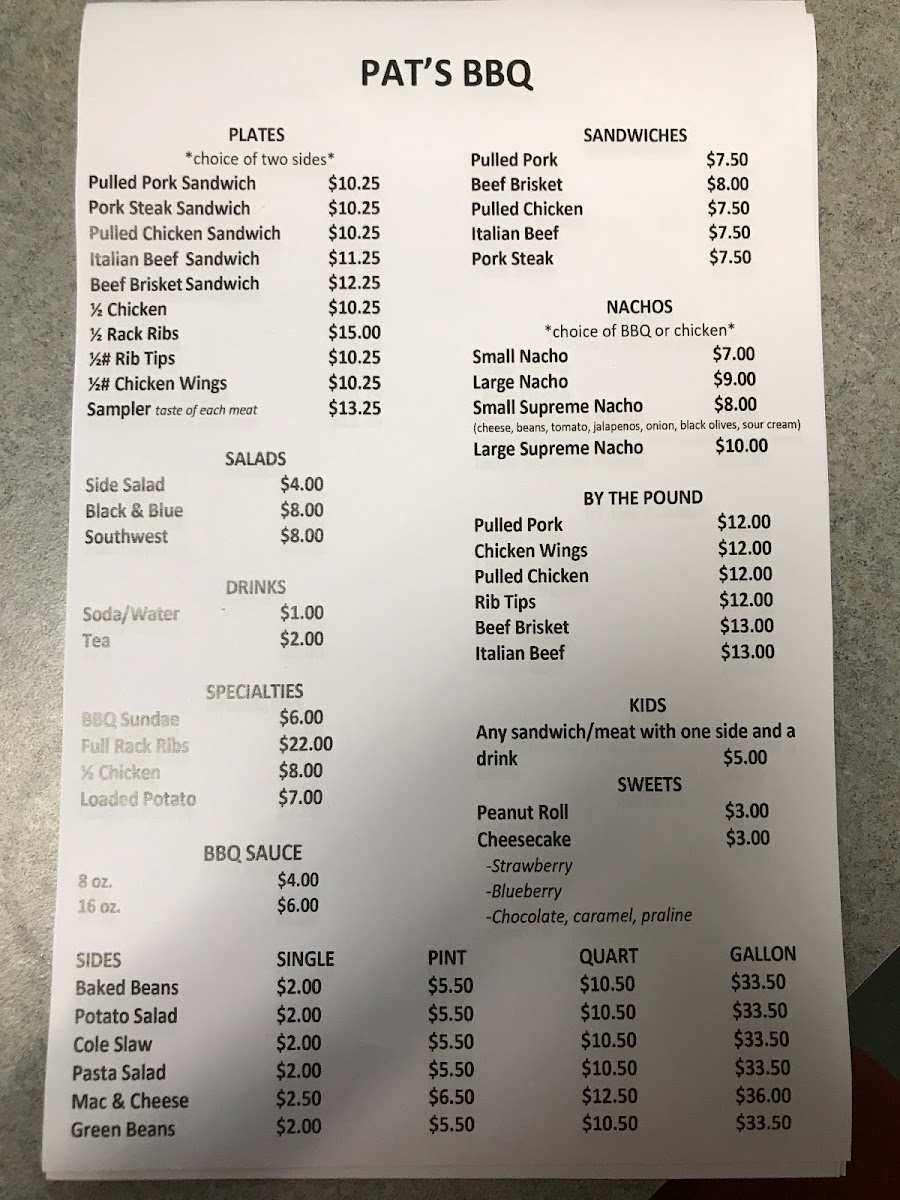 PAT'S BBQ
PLATES
*choice of two sides*
Pulled Pork Sandwich $10.25
Pork Steak Sandwich $10.25
Pulled Chicken Sandwich $10.25
Italian Beef Sandwich $11.25
Beef Brisket Sandwich $12.25
½ Chicken $10.25
½ Rack Ribs $15.00
½# Rib Tips $10.25
½# Chicken Wings $10.25
Sampler taste of each meat $13.25
SALADS
Side Salad $4.00
Black & Blue $8.00
Southwest $8.00
DRINKS
Soda/Water $1.00
Tea $2.00
SPECIALTIES
BBQ Sundae $6.00
Full Rack Ribs $22.00
½ Chicken $8.00
Loaded Potato $7.00
BBQ SAUCE
8 oz. $4.00
16 oz. $6.00
SANDWICHES
Pulled Pork $7.50
Beef Brisket $8.00
Pulled Chicken $7.50
Italian Beef $7.50
Pork Steak $7.50
NACHOS
*choice of BBQ or chicken*
Small Nacho $7.00
Large Nacho $9.00
Small Supreme Nacho $8.00
(cheese, beans, tomato, jalapenos, onion, black olives, sour cream)
Large Supreme Nacho $10.00
BY THE POUND
Pulled Pork $12.00
Chicken Wings $12.00
Pulled Chicken $12.00
Rib Tips $12.00
Beef Brisket $13.00
Italian Beef $13.00
KIDS
Any sandwich/meat with one side and a
drink $5.00
SWEETS
Peanut Roll $3.00
Cheesecake $3.00
-Strawberry
-Blueberry
-Chocolate, caramel, praline
SIDES SINGLE PINT QUART GALLON
Baked Beans $2.00 $5.50 $10.50 $33.50
Potato Salad $2.00 $5.50 $10.50 $33.50
Cole Slaw $2.00 $5.50 $10.50 $33.50
Pasta Salad $2.00 $5.50 $10.50 $33.50
Mac & Cheese $2.50 $6.50 $12.50 $36.00
Green Beans $2.00 $5.50 $10.50 $33.50